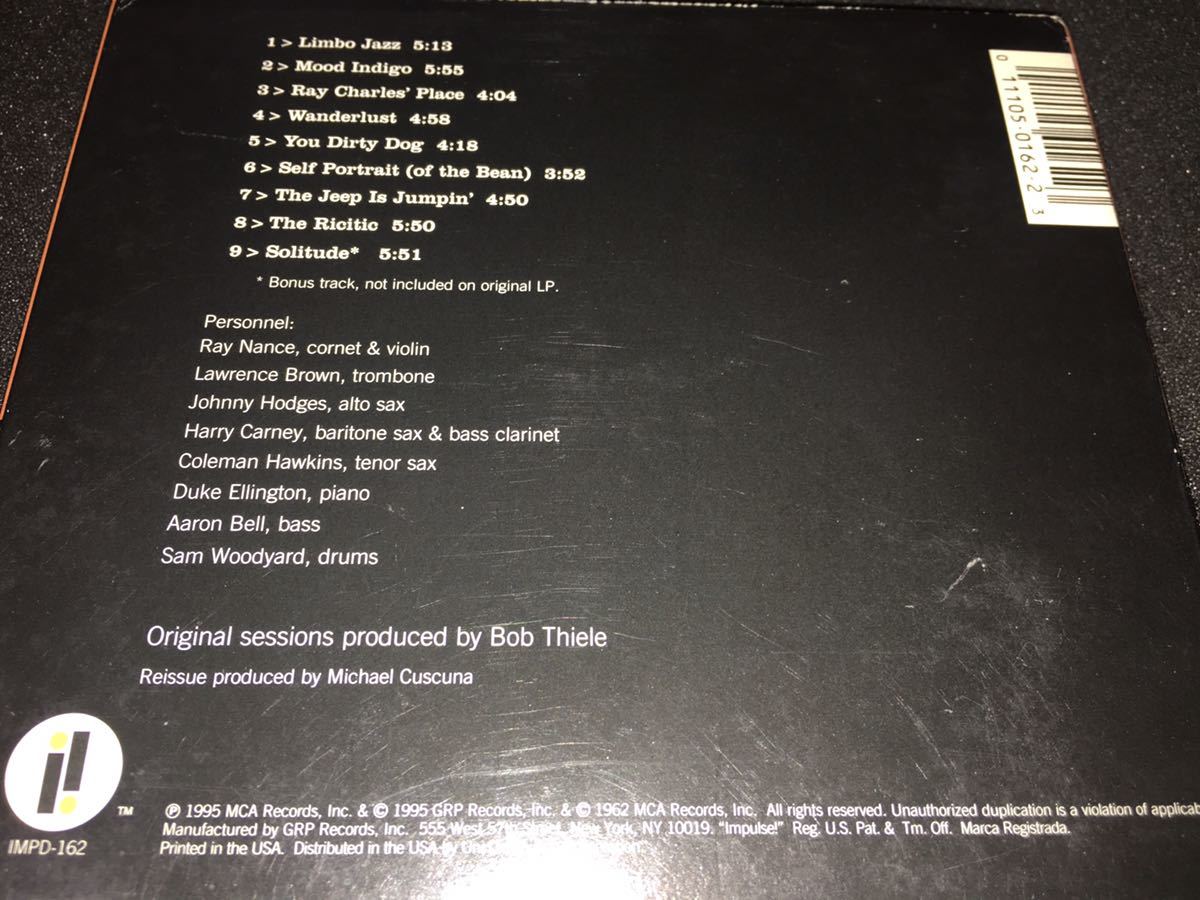 1 > Limbo Jazz 5:13
2 > Mood Indigo 5:55
3 > Ray Charles' Place 4:04
4 > Wanderlust 4:58
5 > You Dirty Dog 4:18
6 > Self Portrait (of the Bean) 3:52
7 > The Jeep Is Jumpin' 4:50
8 > The Ricitic 5:50
9 > Solitude* 5:51
* Bonus track, not included on original LP.
0 11105-0162-2 3
Personnel:
Ray Nance, cornet & violin
Lawrence Brown, trombone
Johnny Hodges, alto sax
Harry Carney, baritone sax & bass clarinet
Coleman Hawkins, tenor sax
Duke Ellington, piano
Aaron Bell, bass
Sam Woodyard, drums
Original sessions produced by Bob Thiele
Reissue produced by Michael Cuscuna
i! ™
IMPD-162
℗ 1995 MCA Records, Inc. & © 1995 GRP Records, Inc. & © 1962 MCA Records, Inc. All rights reserved. Unauthorized duplication is a violation of
Manufactured by GRP Records, Inc. 555 West 57th Street, New York, NY 10019. "Impulse!" Reg. U.S. Pat. & Tm. Off. Marca Registrada.
Printed in the USA. Distributed in the USA by